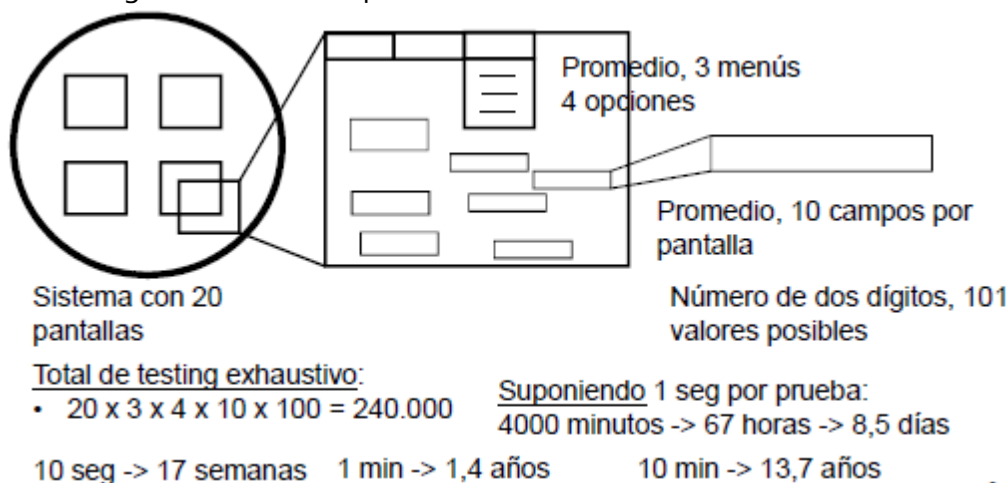 Promedio, 3 menús
4 opciones
Promedio, 10 campos por
pantalla
Sistema con 20
pantallas
Número de dos dígitos, 101
valores posibles
Total de testing exhaustivo:
• 20 x 3 x 4 x 10 x 100 = 240.000
Suponiendo 1 seg por prueba:
4000 minutos -> 67 horas -> 8,5 días
10 seg -> 17 semanas 1 min -> 1,4 años 10 min -> 13,7 años